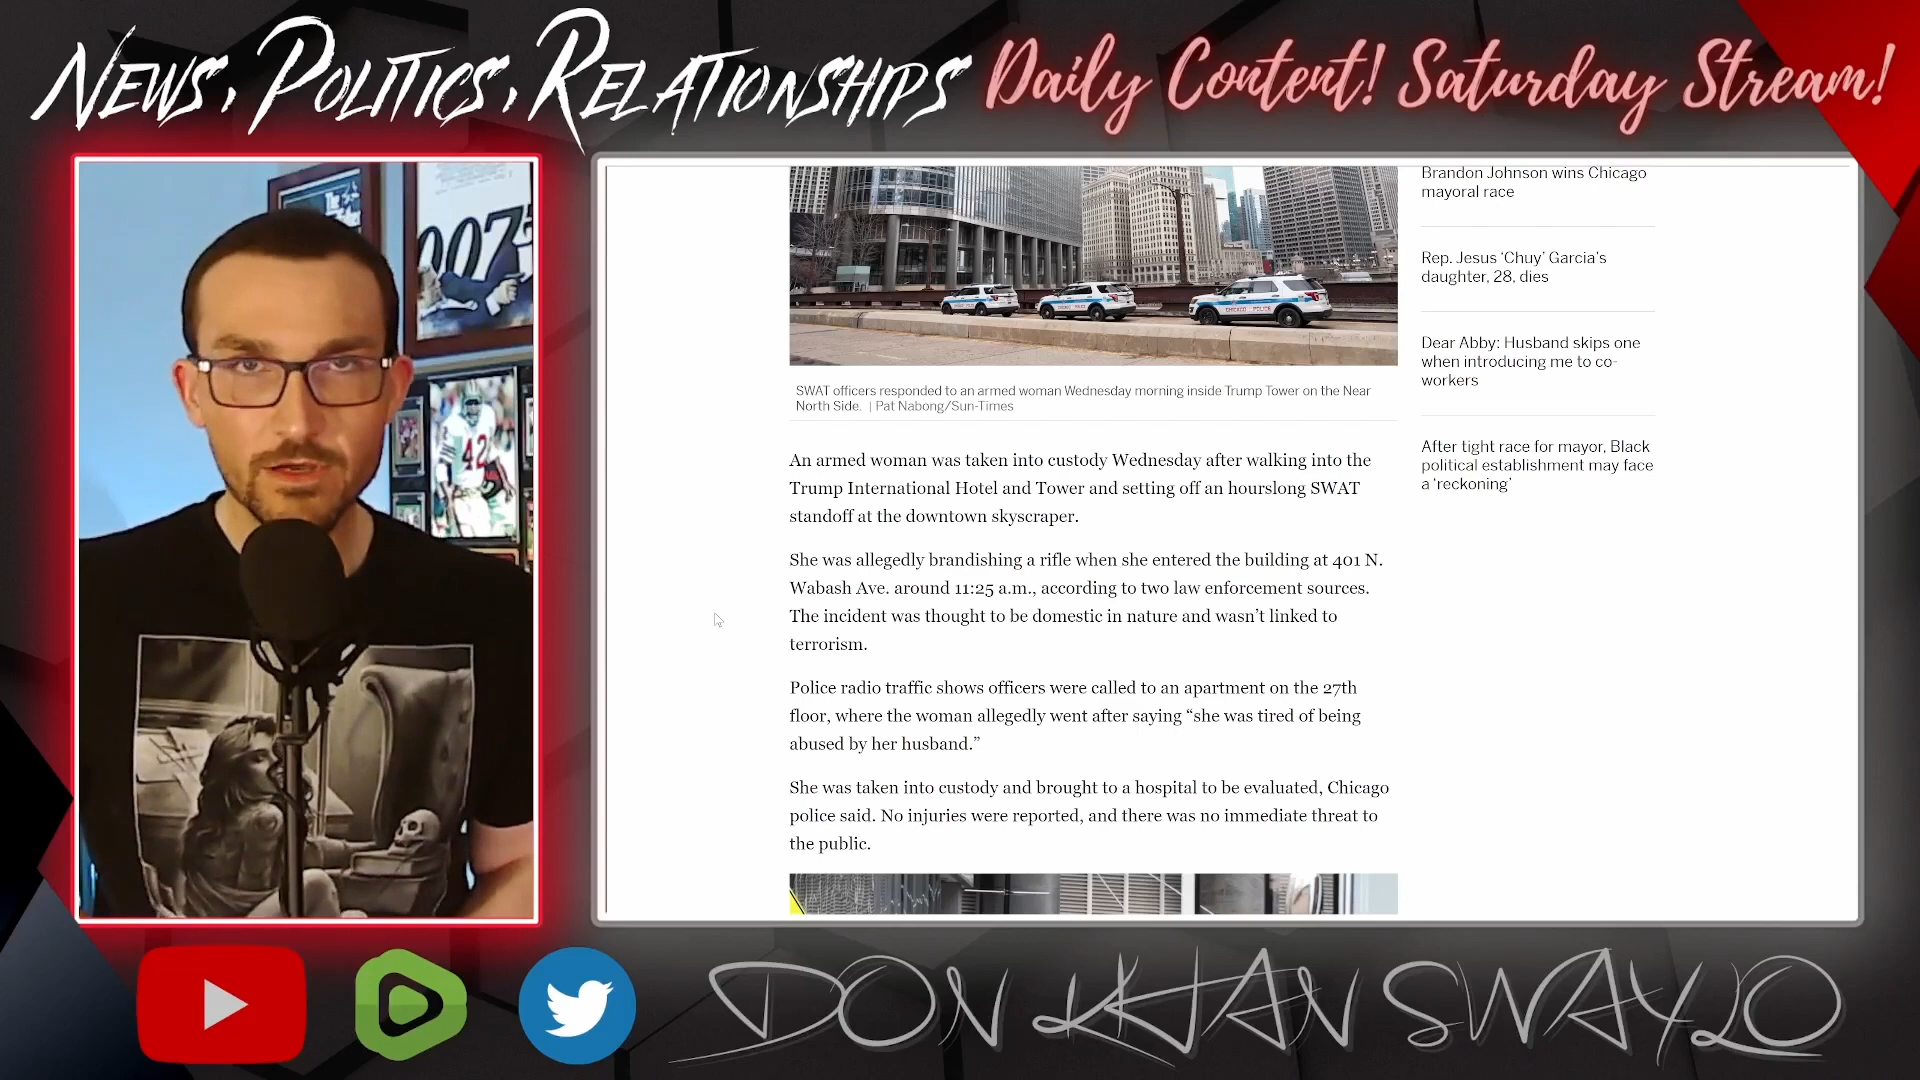 NEWS, POLITICS, RELATIONSHIPS Daily Content! Saturday Stream!
007
42
CHICAGO POLICE
SWAT officers responded to an armed woman Wednesday morning inside Trump Tower on the Near
North Side. | Pat Nabong/Sun-Times
An armed woman was taken into custody Wednesday after walking into the
Trump International Hotel and Tower and setting off an hourslong SWAT
standoff at the downtown skyscraper.
She was allegedly brandishing a rifle when she entered the building at 401 N.
Wabash Ave. around 11:25 a.m., according to two law enforcement sources.
The incident was thought to be domestic in nature and wasn’t linked to
terrorism.
Police radio traffic shows officers were called to an apartment on the 27th
floor, where the woman allegedly went after saying “she was tired of being
abused by her husband.”
She was taken into custody and brought to a hospital to be evaluated, Chicago
police said. No injuries were reported, and there was no immediate threat to
the public.
Brandon Johnson wins Chicago
mayoral race
Rep. Jesus ‘Chuy’ Garcia’s
daughter, 28, dies
Dear Abby: Husband skips one
when introducing me to co-
workers
After tight race for mayor, Black
political establishment may face
a ‘reckoning’
DON KHAN SWAYLO